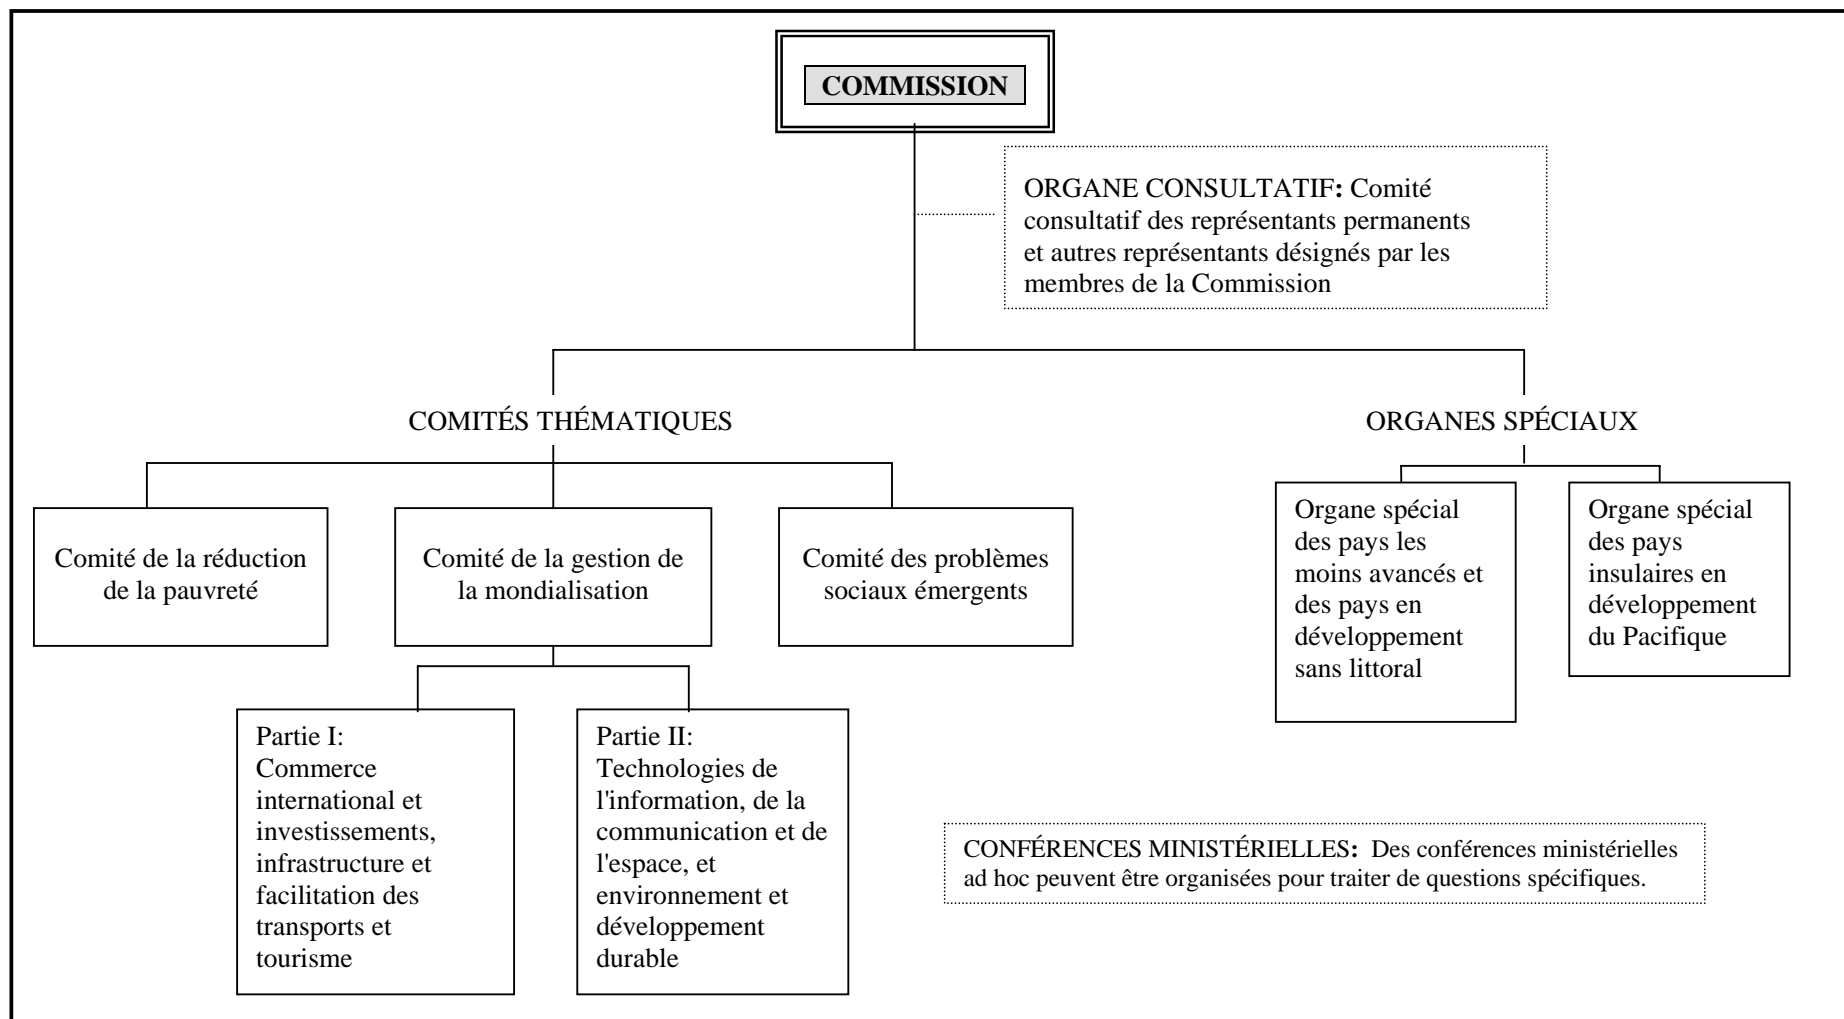 COMMISSION
ORGANE CONSULTATIF: Comité
consultatif des représentants permanents
et autres représentants désignés par les
membres de la Commission
COMITÉS THÉMATIQUES
ORGANES SPÉCIAUX
Comité de la réduction
de la pauvreté
Comité de la gestion de
la mondialisation
Comité des problèmes
sociaux émergents
Organe spécial
des pays les
moins avancés et
des pays en
développement
sans littoral
Organe spécial
des pays
insulaires en
développement
du Pacifique
Partie I:
Commerce
international et
investissements,
infrastructure et
facilitation des
transports et
tourisme
Partie II:
Technologies de
l'information, de la
communication et de
l'espace, et
environnement et
développement
durable
CONFÉRENCES MINISTÉRIELLES: Des conférences ministérielles
ad hoc peuvent être organisées pour traiter de questions spécifiques.